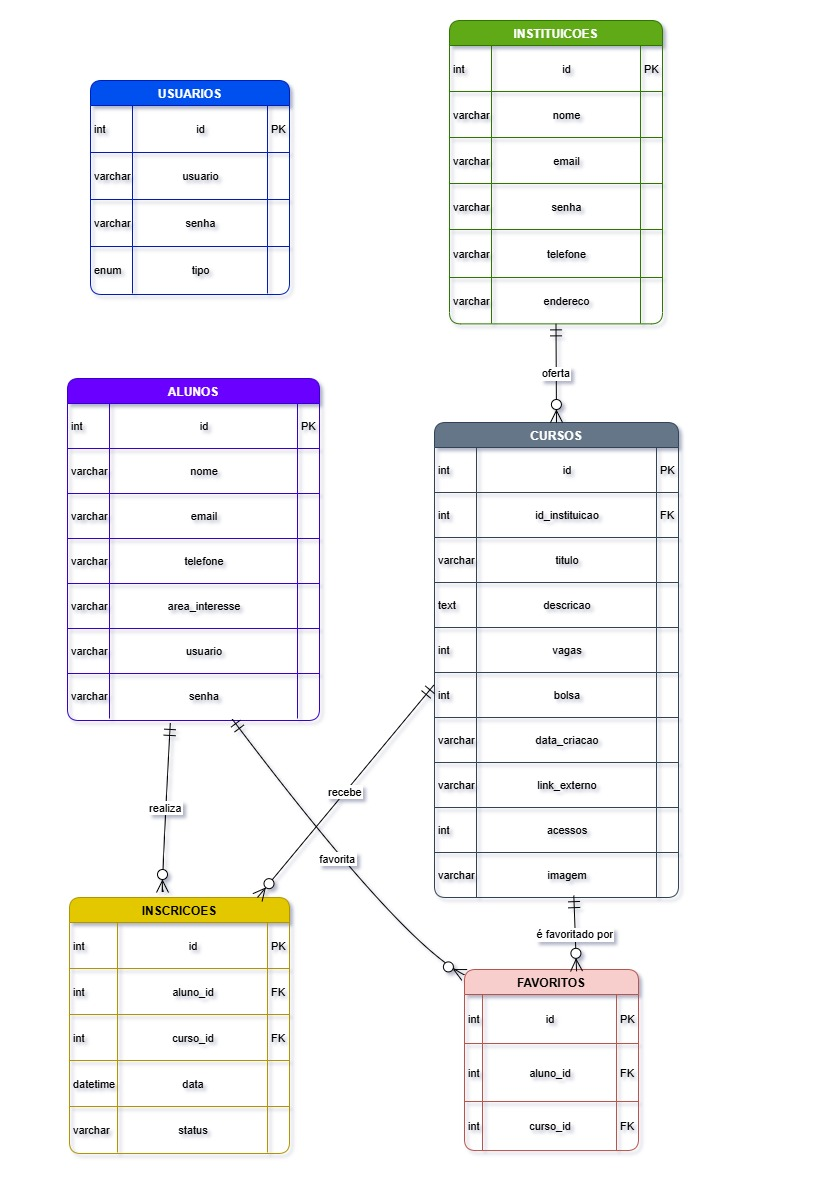 INSTITUICOES
int id PK
varchar nome
varchar email
varchar senha
varchar telefone
varchar endereco
USUARIOS
int id PK
varchar usuario
varchar senha
enum tipo
oferta
ALUNOS
int id PK
varchar nome
varchar email
varchar telefone
varchar area_interesse
varchar usuario
varchar senha
CURSOS
int id PK
int id_instituicao FK
varchar titulo
text descricao
int vagas
int bolsa
varchar data_criacao
varchar link_externo
int acessos
varchar imagem
realiza
recebe
favorita
é favoritado por
INSCRICOES
int id PK
int aluno_id FK
int curso_id FK
datetime data
varchar status
FAVORITOS
int id PK
int aluno_id FK
int curso_id FK